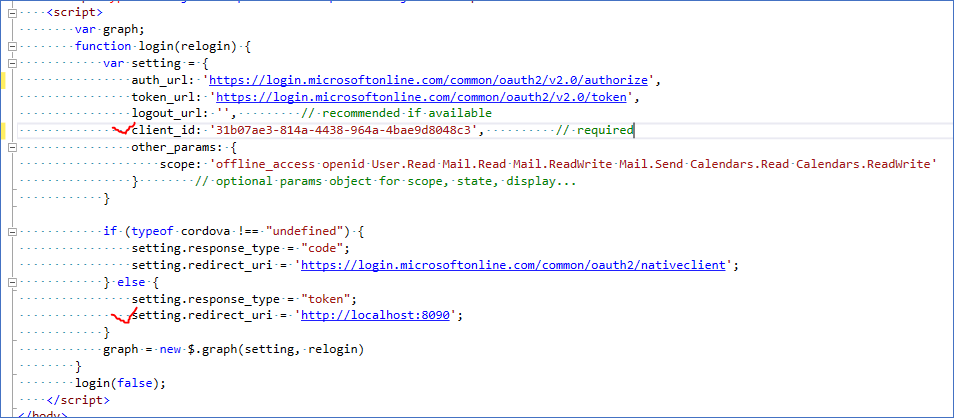 <script>
var graph;
function login(relogin) {
var setting = {
auth_url: 'https://login.microsoftonline.com/common/oauth2/v2.0/authorize',
token_url: 'https://login.microsoftonline.com/common/oauth2/v2.0/token',
logout_url: '', // recommended if available
client_id: '31b07ae3-814a-4438-964a-4bae9d8048c3', // required
other_params: {
scope: 'offline_access openid User.Read Mail.Read Mail.ReadWrite Mail.Send Calendars.Read Calendars.ReadWrite'
} // optional params object for scope, state, display...
}
if (typeof cordova !== "undefined") {
setting.response_type = "code";
setting.redirect_uri = 'https://login.microsoftonline.com/common/oauth2/nativeclient';
} else {
setting.response_type = "token";
setting.redirect_uri = 'http://localhost:8090';
}
graph = new $.graph(setting, relogin)
}
login(false);
</script>